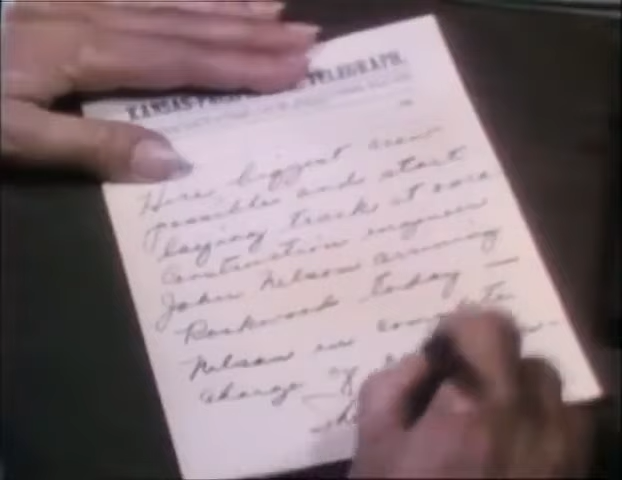 KANSAS- TELEGRAPH.
Hire biggest crew
possible and start
laying track at once
Construction engineer
John Nelson arriving
Rockwood today —
Nelson in complete
charge of